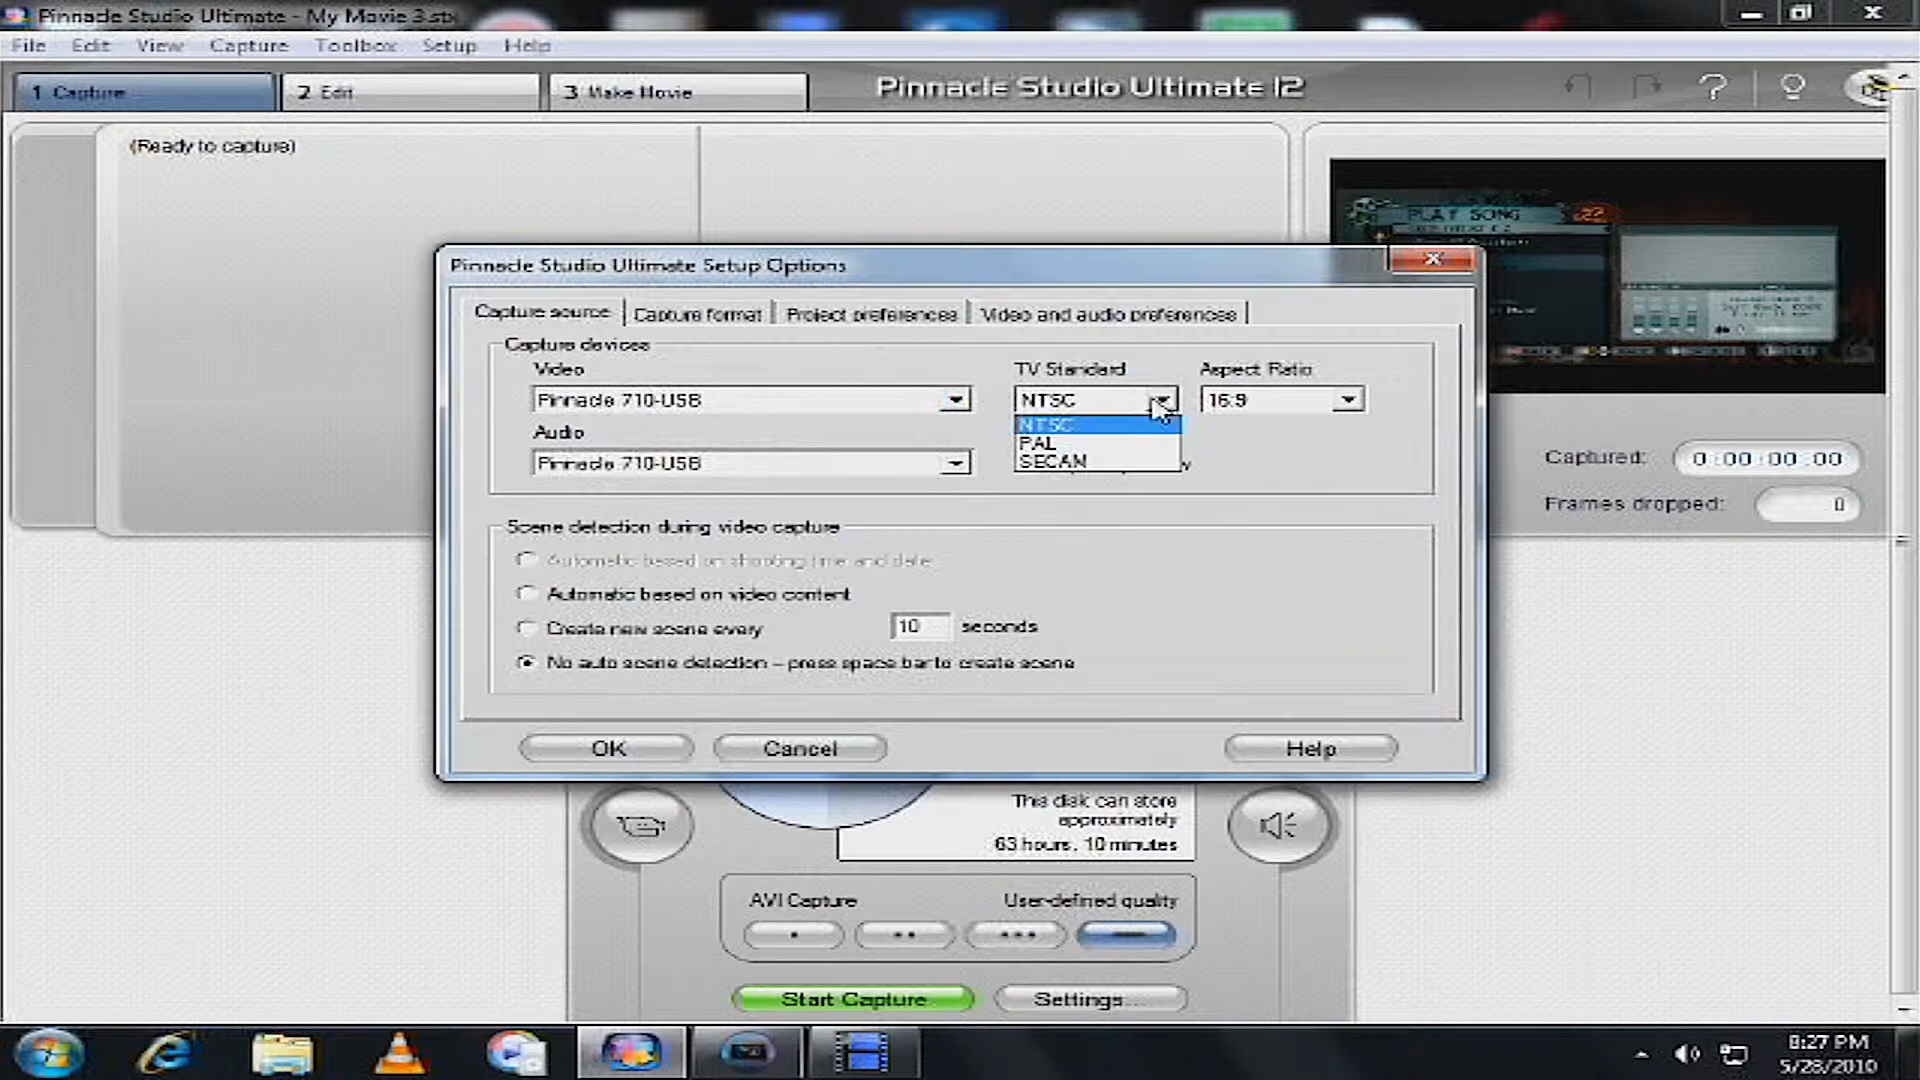 Pinnacle Studio Ultimate - My Movie 3.stx
File Edit View Capture Toolbox Setup Help
1 Capture 2 Edit 3 Make Movie Pinnacle Studio Ultimate 12
(Ready to capture)
PLAY SONG
Pinnacle Studio Ultimate Setup Options
Capture source Capture format Project preferences Video and audio preferences
Capture devices
Video TV Standard Aspect Ratio
Pinnacle 710-USB NTSC 16:9
NTSC
Audio
PAL
Pinnacle 710-USB SECAM
Captured: 0:00:00:00
Frames dropped: 0
Scene detection during video capture
Automatic based on shooting time and date
Automatic based on video content
Create new scene every 10 seconds
No auto scene detection - press space bar to create scene
OK Cancel Help
This disk can store
approximately
63 hours, 10 minutes
AVI Capture User-defined quality
Start Capture Settings...
8:27 PM
5/28/2010